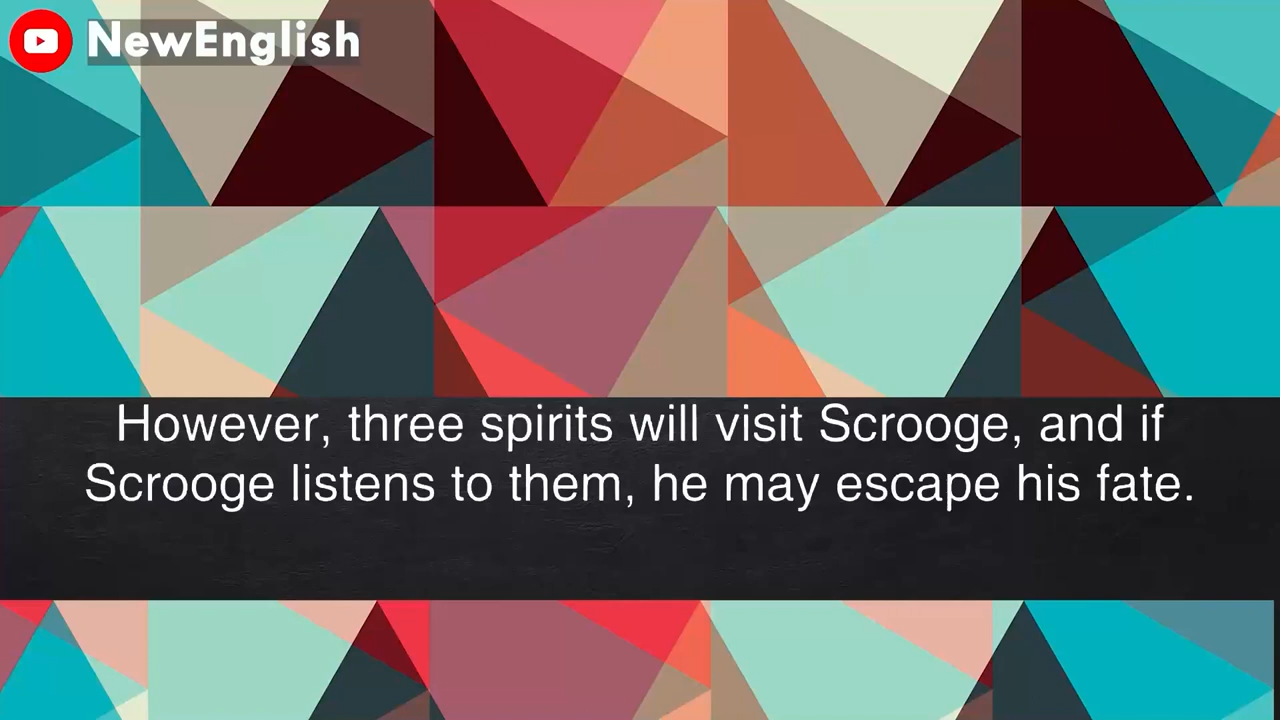 NewEnglish
However, three spirits will visit Scrooge, and if
Scrooge listens to them, he may escape his fate.